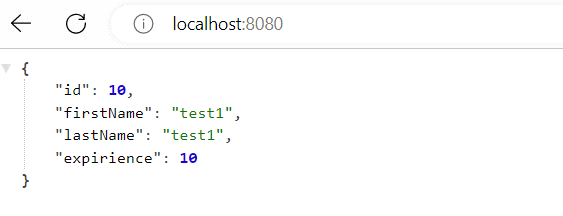 localhost:8080
{
"id": 10,
"firstName": "test1",
"lastName": "test1",
"expirience": 10
}